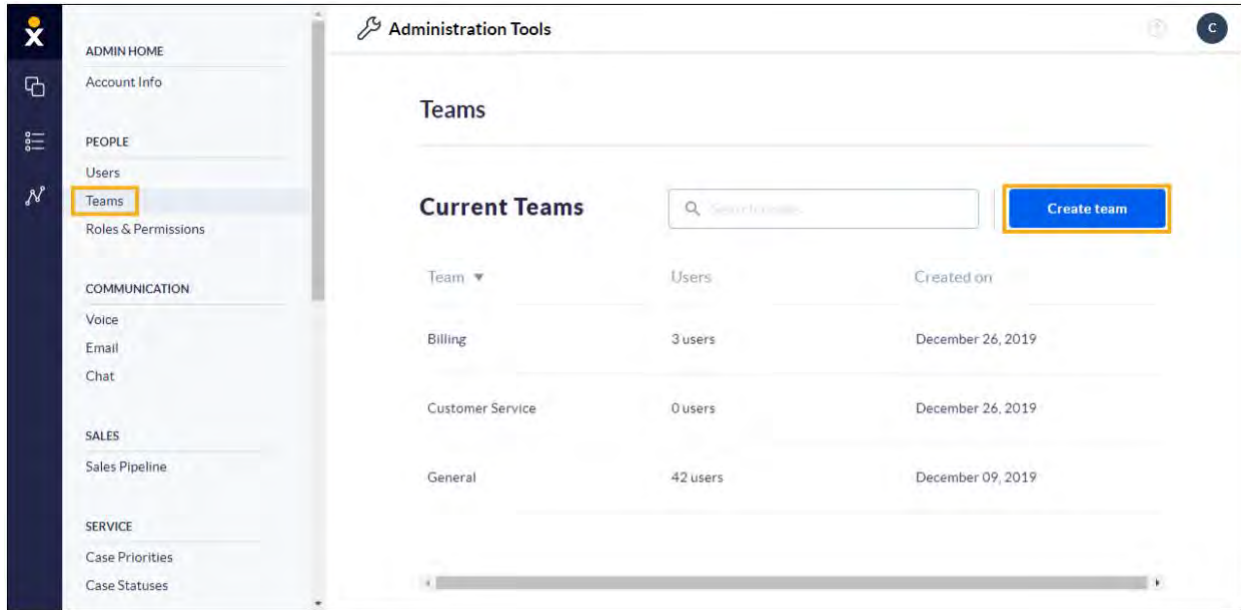 Administration Tools
C
ADMIN HOME
Account Info
PEOPLE
Users
Teams
Roles & Permissions
COMMUNICATION
Voice
Email
Chat
SALES
Sales Pipeline
SERVICE
Case Priorities
Case Statuses
Teams
Current Teams
Create team
Team ▼ Users Created on
Billing 3 users December 26, 2019
Customer Service 0 users December 26, 2019
General 42 users December 09, 2019